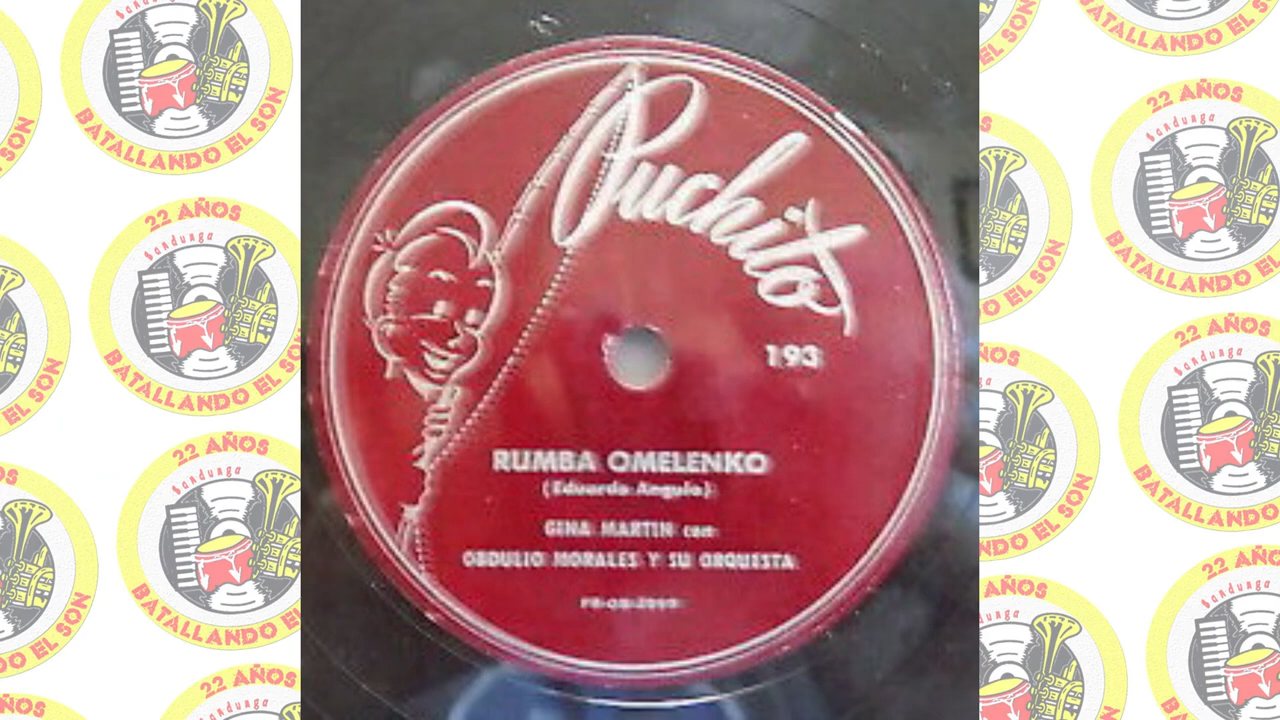 Puchito
193
RUMBA OMELENKO
(Eduardo Angulo)
GINA MARTIN con
OBDULIO MORALES Y SU ORQUESTA
22 AÑOS
Sandunga
BATALLANDO EL SON